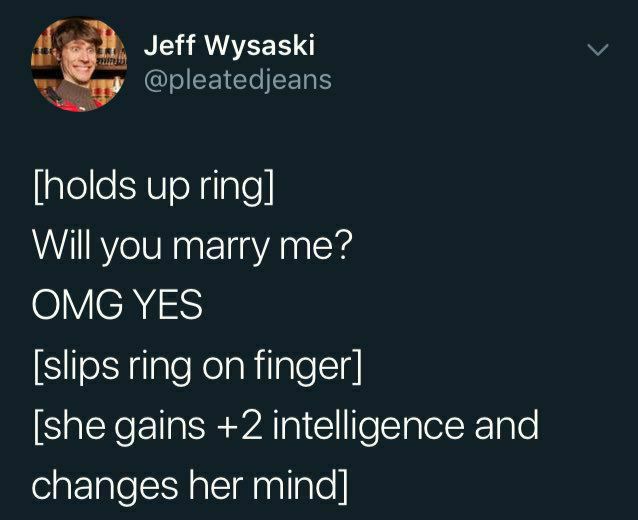 Jeff Wysaski
@pleatedjeans
[holds up ring]
Will you marry me?
OMG YES
[slips ring on finger]
[she gains +2 intelligence and
changes her mind]